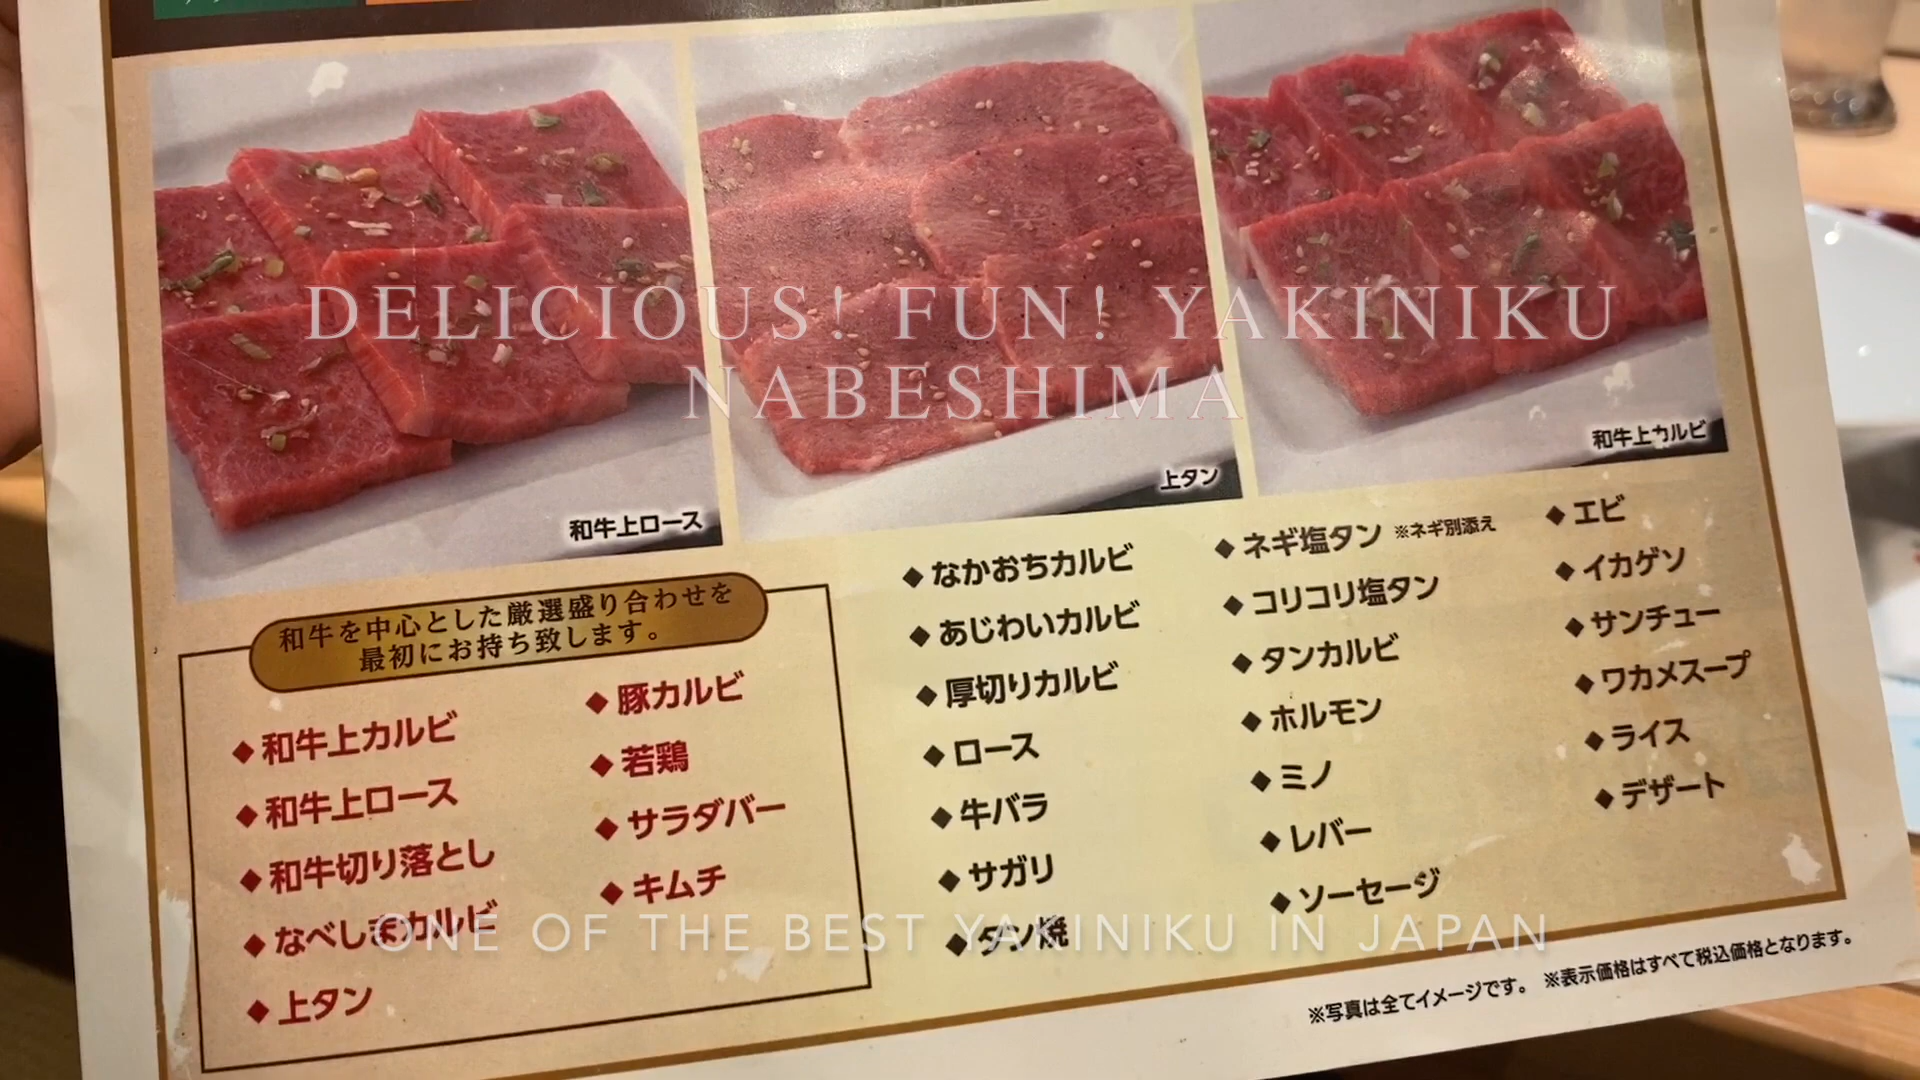 DELICIOUS! FUN! YAKINIKU
NABESHIMA
和牛上ロース
上タン
和牛上カルビ
和牛を中心とした厳選盛り合わせを
最初にお持ち致します。
◆和牛上カルビ
◆和牛上ロース
◆和牛切り落とし
◆なべしまカルビ
◆上タン
◆豚カルビ
◆若鶏
◆サラダバー
◆キムチ
◆なかおちカルビ
◆あじわいカルビ
◆厚切りカルビ
◆ロース
◆牛バラ
◆サガリ
◆タン焼
◆ネギ塩タン ※ネギ別添え
◆コリコリ塩タン
◆タンカルビ
◆ホルモン
◆ミノ
◆レバー
◆ソーセージ
◆エビ
◆イカゲソ
◆サンチュー
◆ワカメスープ
◆ライス
◆デザート
ONE OF THE BEST YAKINIKU IN JAPAN
※写真は全てイメージです。 ※表示価格はすべて税込価格となります。